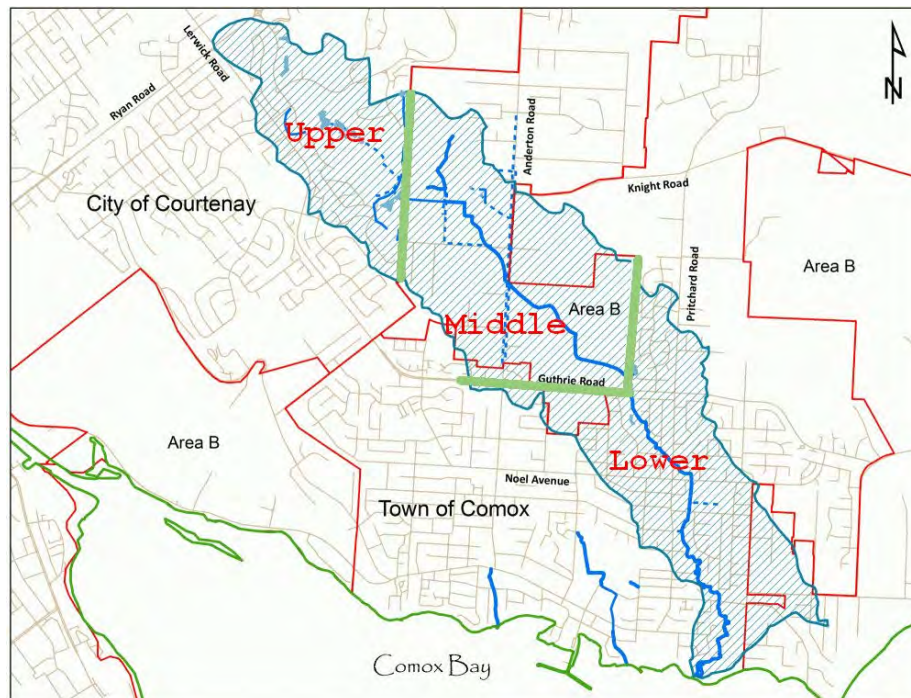 Lerwick Road
Ryan Road
Upper
Anderton Road
N
Knight Road
City of Courtenay
Pritchard Road
Area B
Area B
Middle
Guthrie Road
Area B
Lower
Noel Avenue
Town of Comox
Comox Bay